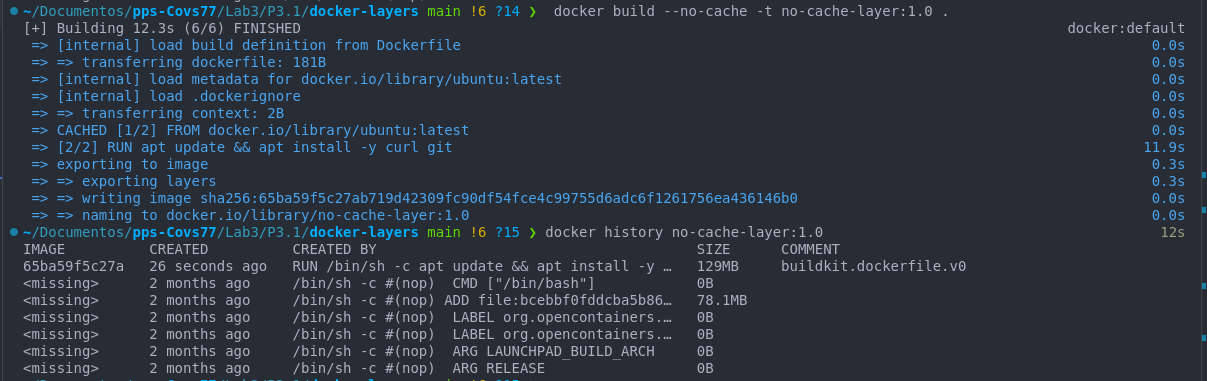 ~/Documentos/pps-Covs77/Lab3/P3.1/docker-layers main !6 ?14 ❯ docker build --no-cache -t no-cache-layer:1.0 .
[+] Building 12.3s (6/6) FINISHED docker:default
=> [internal] load build definition from Dockerfile 0.0s
=> => transferring dockerfile: 181B 0.0s
=> [internal] load metadata for docker.io/library/ubuntu:latest 0.0s
=> [internal] load .dockerignore 0.0s
=> => transferring context: 2B 0.0s
=> CACHED [1/2] FROM docker.io/library/ubuntu:latest 0.0s
=> [2/2] RUN apt update && apt install -y curl git 11.9s
=> exporting to image 0.3s
=> => exporting layers 0.3s
=> => writing image sha256:65ba59f5c27ab719d42309fc90df54fce4c99755d6adc6f1261756ea436146b0 0.0s
=> => naming to docker.io/library/no-cache-layer:1.0 0.0s
~/Documentos/pps-Covs77/Lab3/P3.1/docker-layers main !6 ?15 ❯ docker history no-cache-layer:1.0 12s
IMAGE CREATED CREATED BY SIZE COMMENT
65ba59f5c27a 26 seconds ago RUN /bin/sh -c apt update && apt install -y … 129MB buildkit.dockerfile.v0
<missing> 2 months ago /bin/sh -c #(nop) CMD ["/bin/bash"] 0B
<missing> 2 months ago /bin/sh -c #(nop) ADD file:bcebbf0fddcba5b86… 78.1MB
<missing> 2 months ago /bin/sh -c #(nop) LABEL org.opencontainers.… 0B
<missing> 2 months ago /bin/sh -c #(nop) LABEL org.opencontainers.… 0B
<missing> 2 months ago /bin/sh -c #(nop) ARG LAUNCHPAD_BUILD_ARCH 0B
<missing> 2 months ago /bin/sh -c #(nop) ARG RELEASE 0B